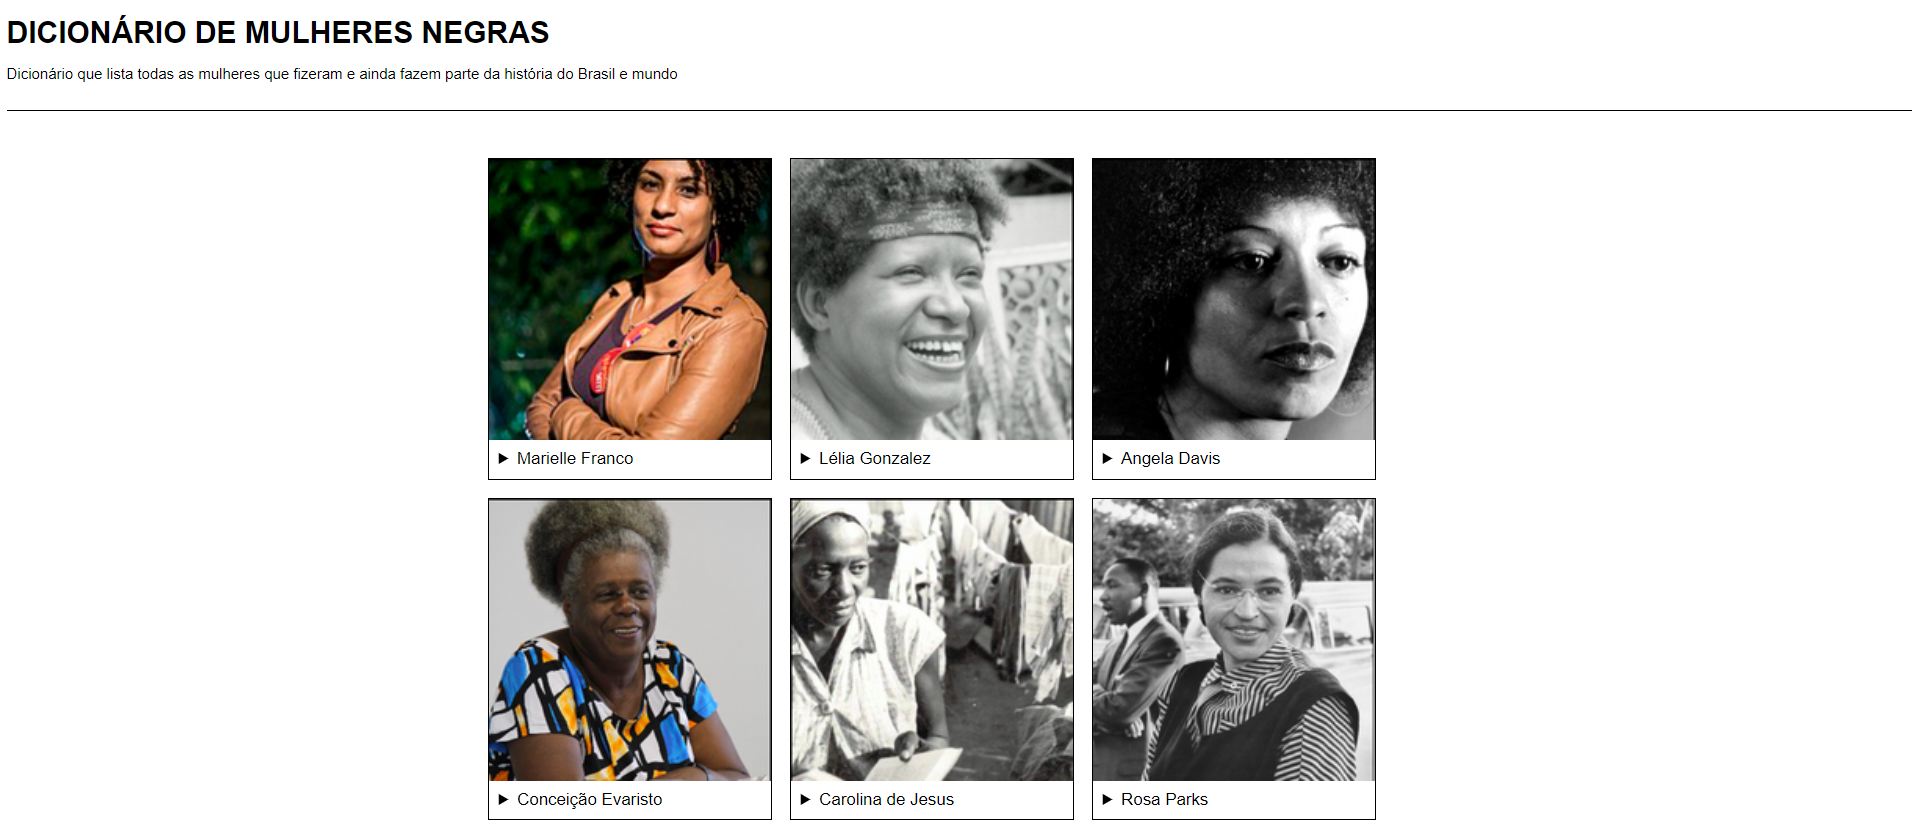 DICIONÁRIO DE MULHERES NEGRAS
Dicionário que lista todas as mulheres que fizeram e ainda fazem parte da história do Brasil e mundo
Marielle Franco
Lélia Gonzalez
Angela Davis
Conceição Evaristo
Carolina de Jesus
Rosa Parks